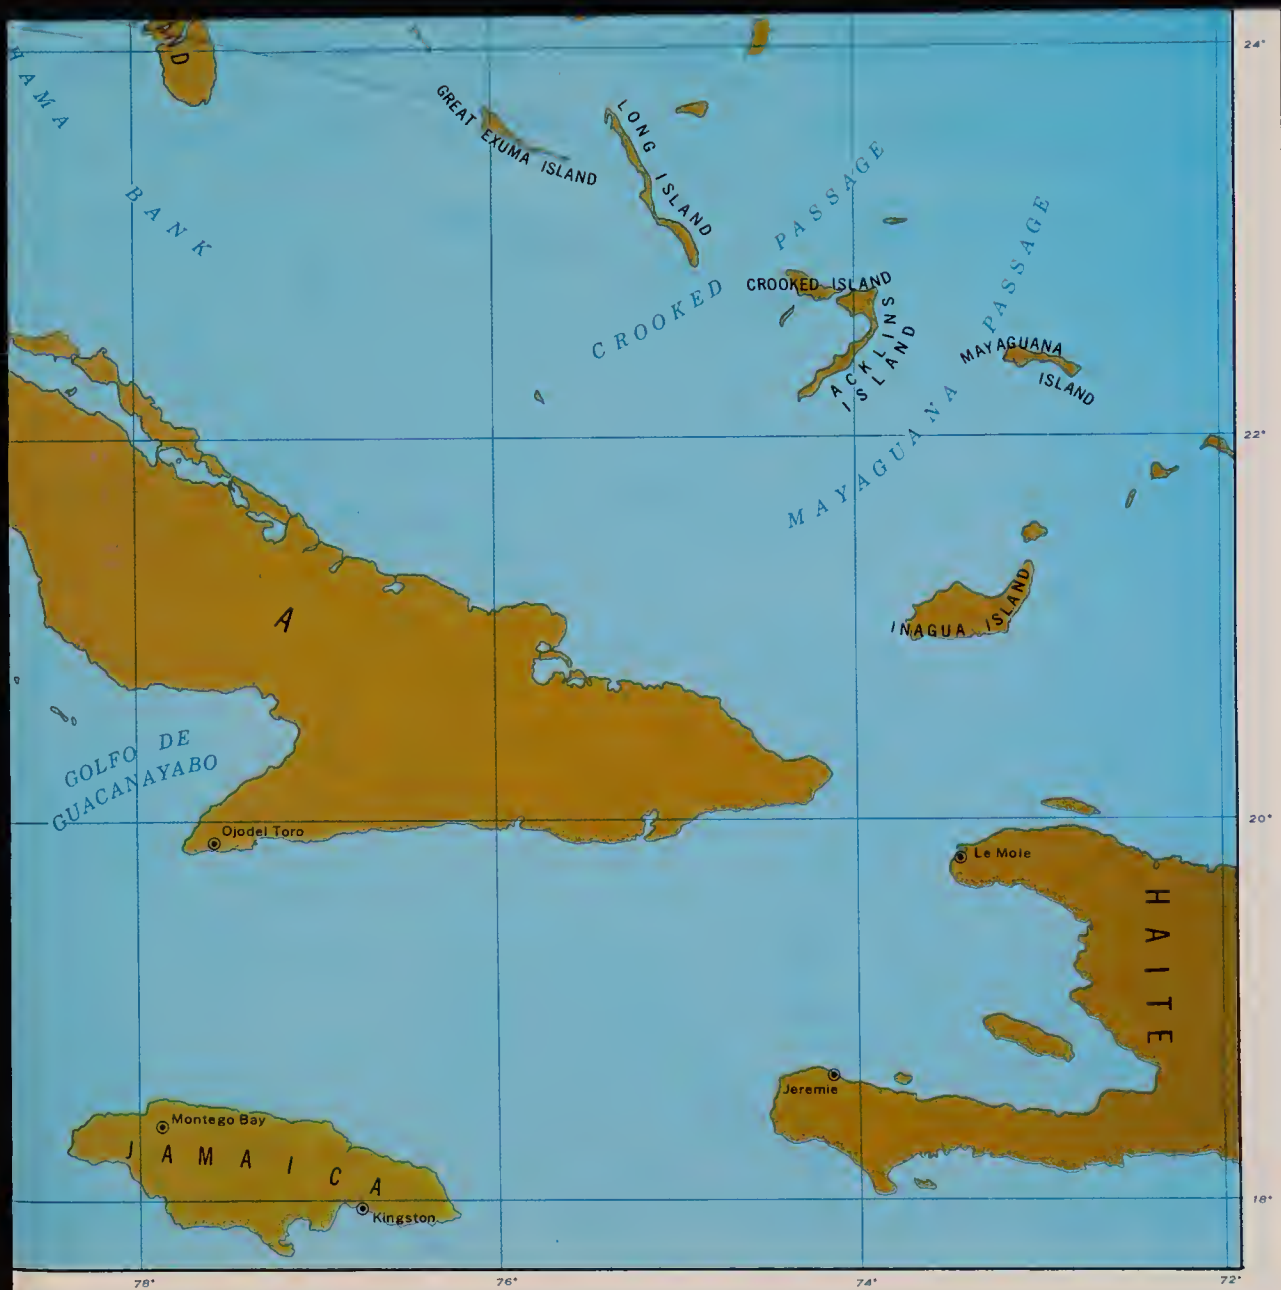 24°
D
HAMA
BANK
GREAT EXUMA ISLAND
LONG ISLAND
CROOKED PASSAGE
CROOKED ISLAND
ACKLINS
ISLAND
MAYAGUANA PASSAGE
MAYAGUANA
ISLAND
22°
INAGUA ISLAND
A
GOLFO DE
GUACANAYABO
20°
Ojodel Toro
Le Mole
HAITE
Jeremie
Montego Bay
JAMAICA
Kingston
18°
78°
76°
74°
72°